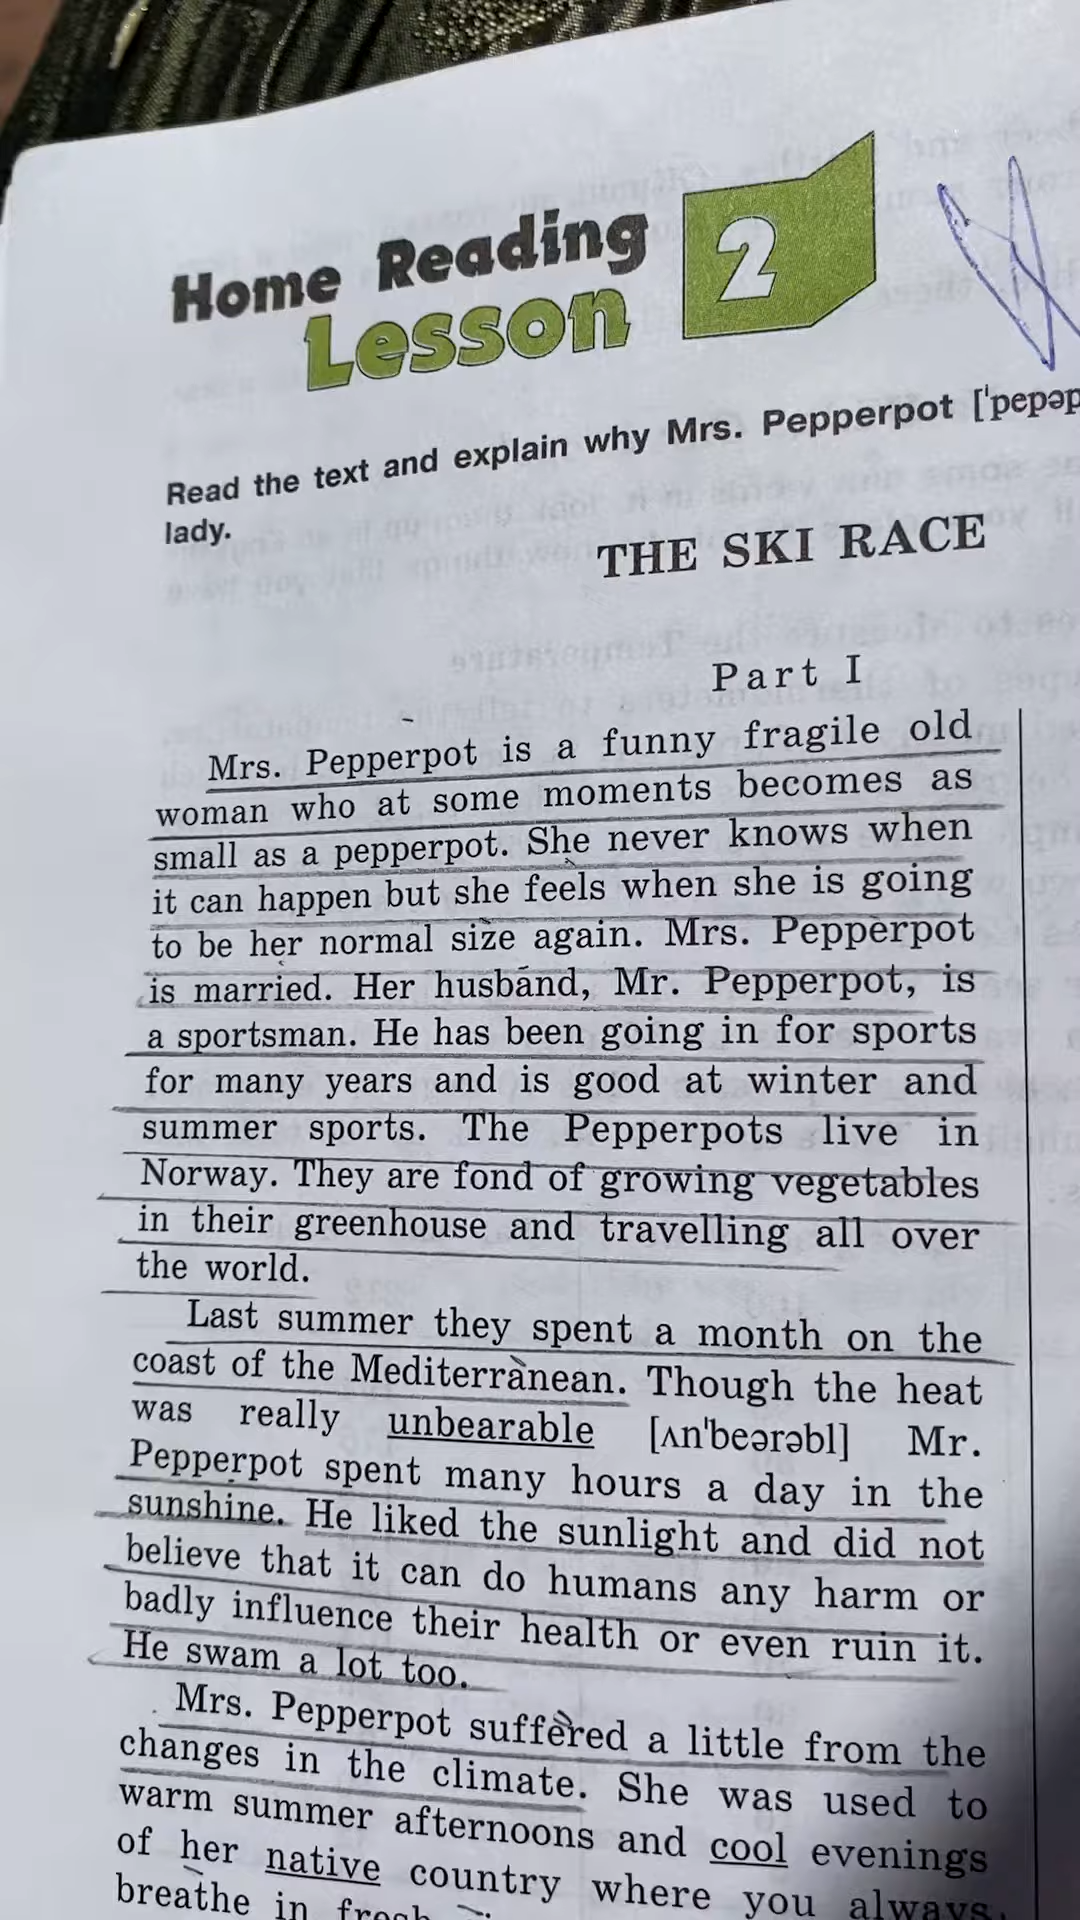 Home Reading
Lesson 2
Read the text and explain why Mrs. Pepperpot
lady.
THE SKI RACE
Part I
Mrs. Pepperpot is a funny fragile old
woman who at some moments becomes as
small as a pepperpot. She never knows when
it can happen but she feels when she is going
to be her normal size again. Mrs. Pepperpot
is married. Her husband, Mr. Pepperpot, is
a sportsman. He has been going in for sports
for many years and is good at winter and
summer sports. The Pepperpots live in
Norway. They are fond of growing vegetables
in their greenhouse and travelling all over
the world.
Last summer they spent a month on the
coast of the Mediterranean. Though the heat
was really unbearable [ʌn'beərəbl] Mr.
Pepperpot spent many hours a day in the
sunshine. He liked the sunlight and did not
believe that it can do humans any harm or
badly influence their health or even ruin it.
He swam a lot too.
Mrs. Pepperpot suffered a little from the
changes in the climate. She was used to
warm summer afternoons and cool evenings
of her native country where you always
breathe in fresh